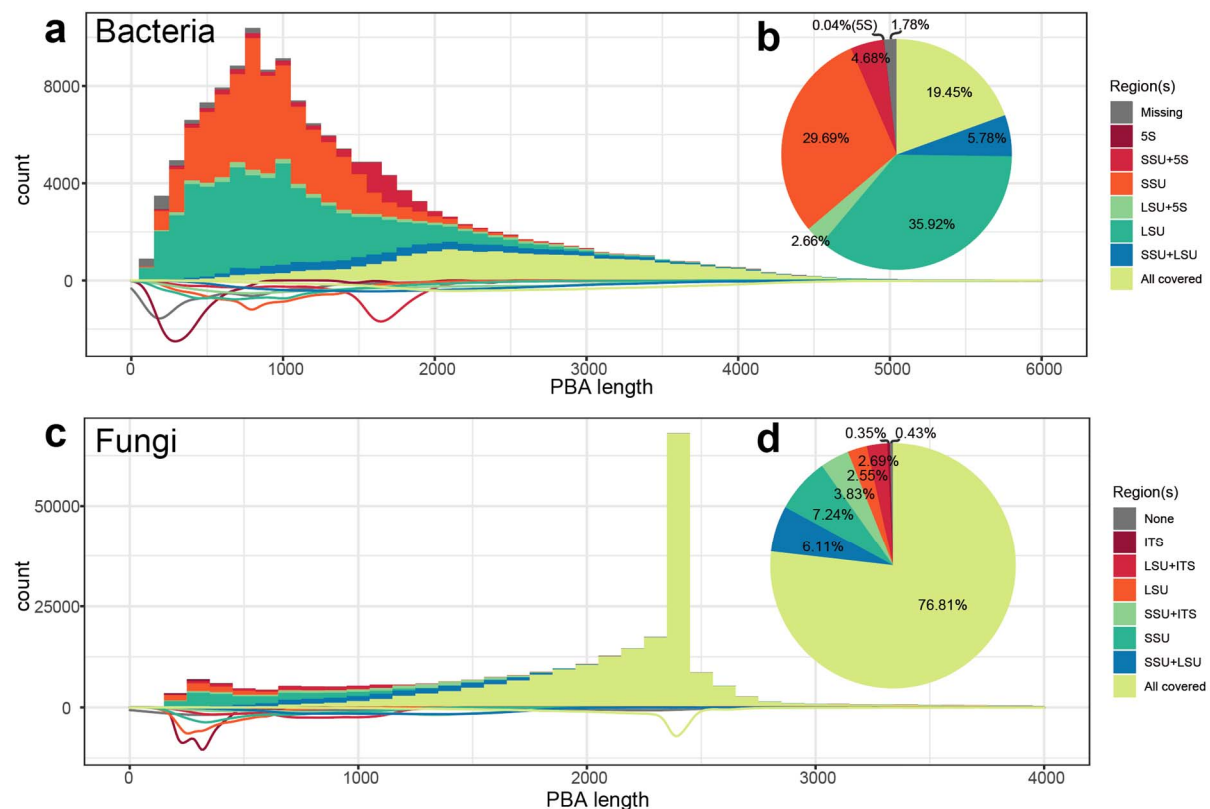 a Bacteria
8000
4000
0
count
0 1000 2000 3000 4000 5000 6000
PBA length
b
0.04%(5S) 1.78%
4.68%
19.45%
29.69%
5.78%
35.92%
2.66%
Region(s)
Missing
5S
SSU+5S
SSU
LSU+5S
LSU
SSU+LSU
All covered
c Fungi
50000
25000
0
count
0 1000 2000 3000 4000
PBA length
d
0.35% 0.43%
2.69%
2.55%
3.83%
7.24%
6.11%
76.81%
Region(s)
None
ITS
LSU+ITS
LSU
SSU+ITS
SSU
SSU+LSU
All covered